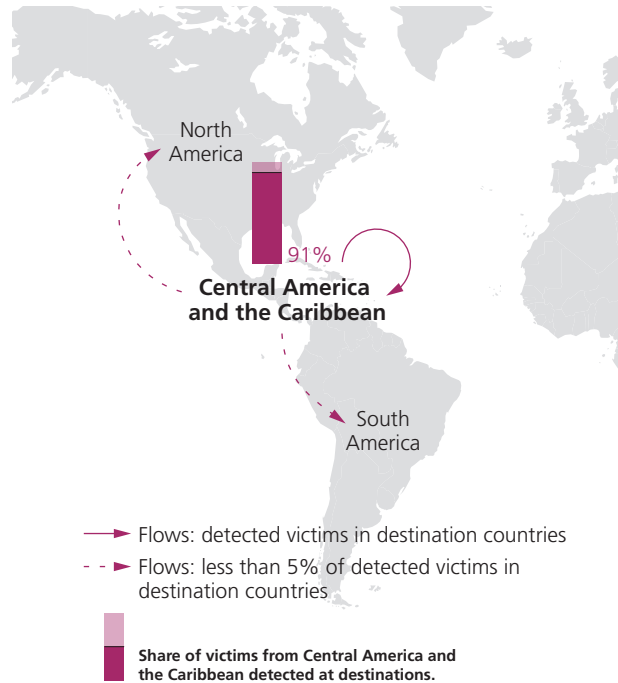 North
America
91%
Central America
and the Caribbean
South
America
Flows: detected victims in destination countries
Flows: less than 5% of detected victims in
destination countries
Share of victims from Central America and
the Caribbean detected at destinations.